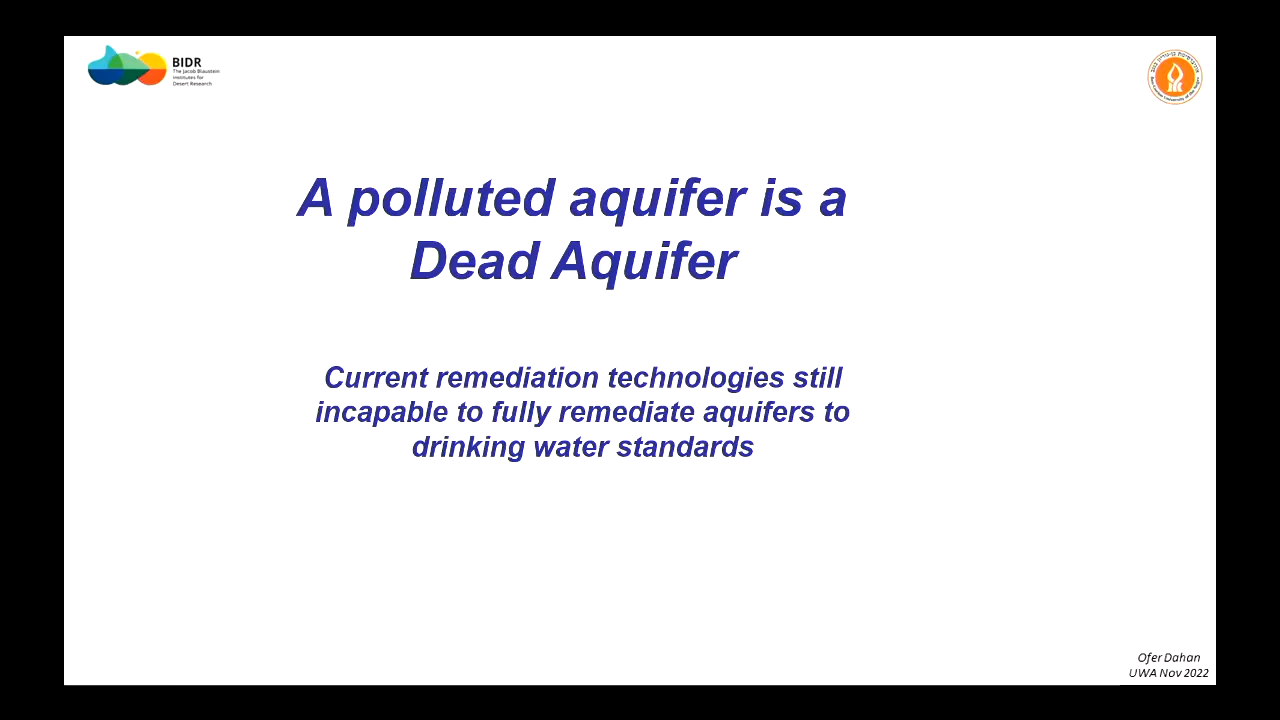 BIDR
The Jacob Blaustein
Institutes for
Desert Research
A polluted aquifer is a
Dead Aquifer
Current remediation technologies still
incapable to fully remediate aquifers to
drinking water standards
Ofer Dahan
UWA Nov 2022